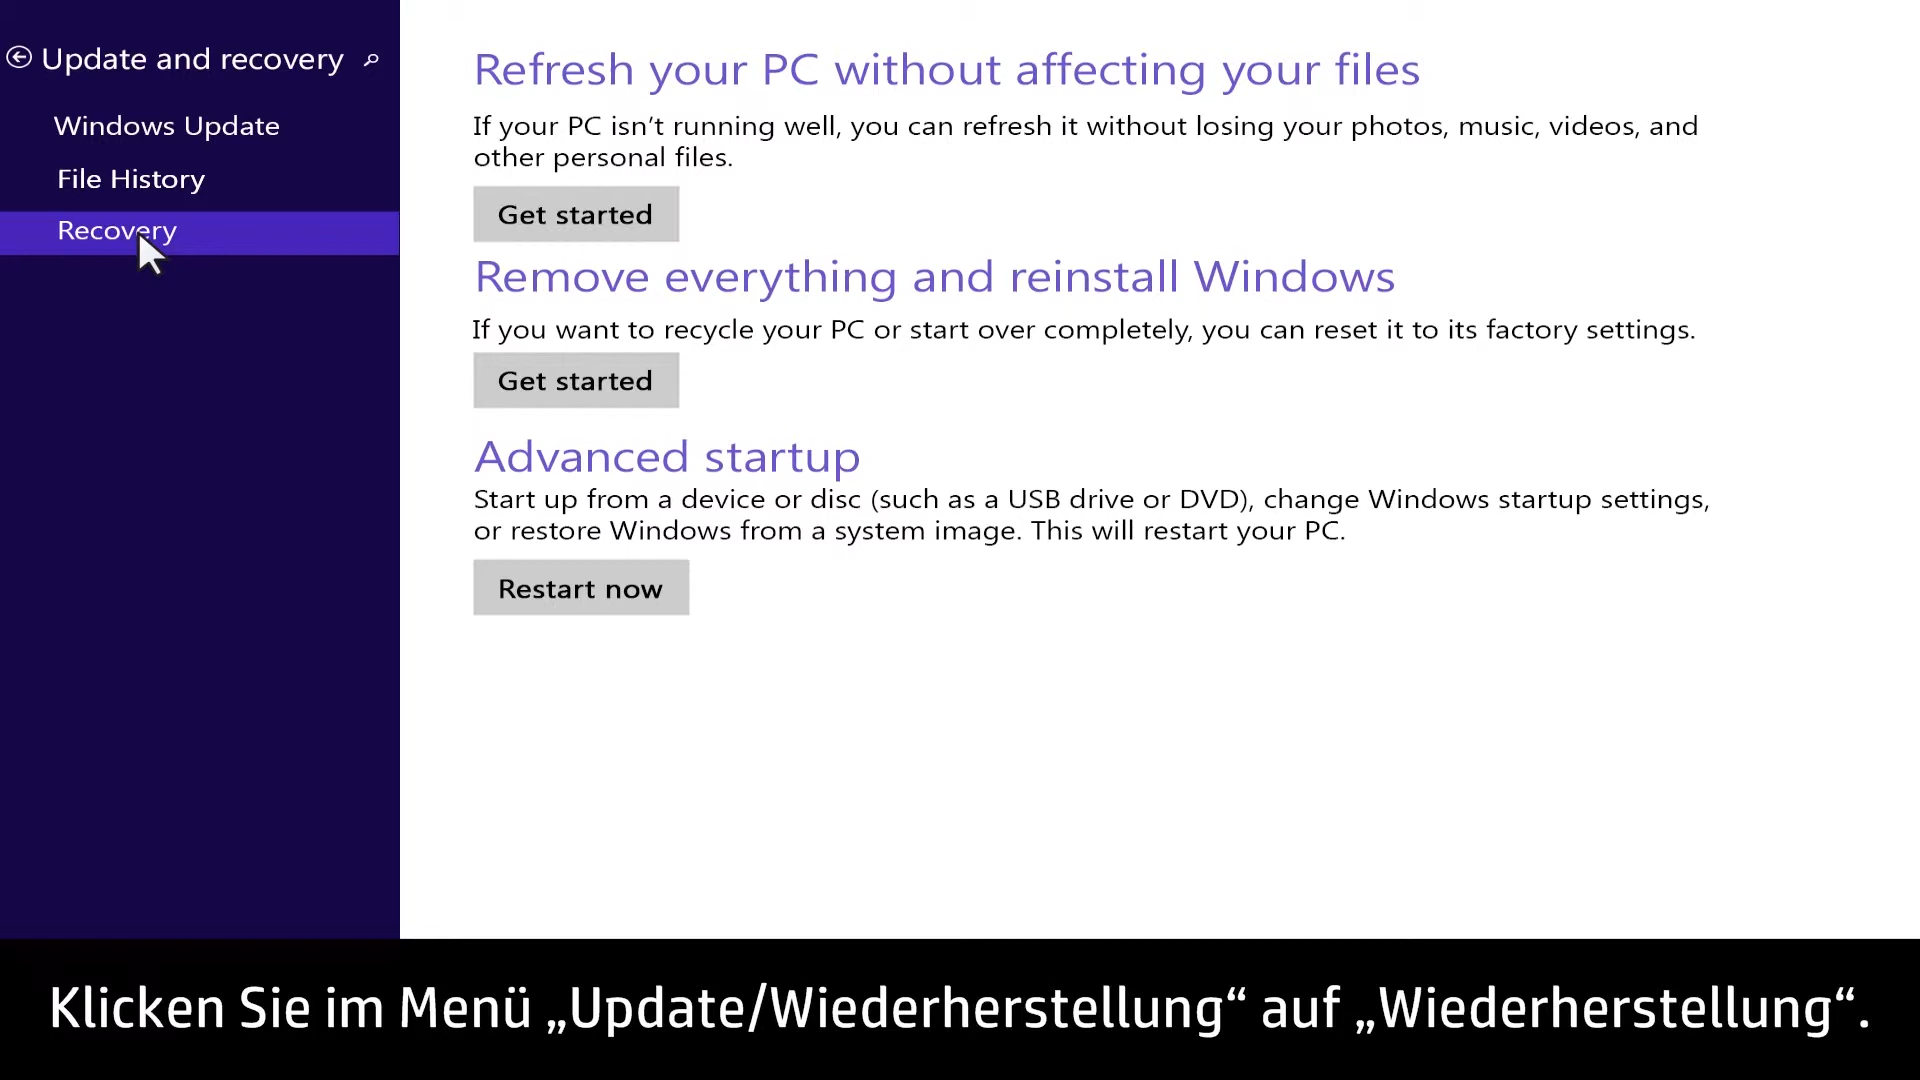 Update and recovery
Windows Update
File History
Recovery
Refresh your PC without affecting your files
If your PC isn't running well, you can refresh it without losing your photos, music, videos, and
other personal files.
Get started
Remove everything and reinstall Windows
If you want to recycle your PC or start over completely, you can reset it to its factory settings.
Get started
Advanced startup
Start up from a device or disc (such as a USB drive or DVD), change Windows startup settings,
or restore Windows from a system image. This will restart your PC.
Restart now
Klicken Sie im Menü „Update/Wiederherstellung“ auf „Wiederherstellung“.